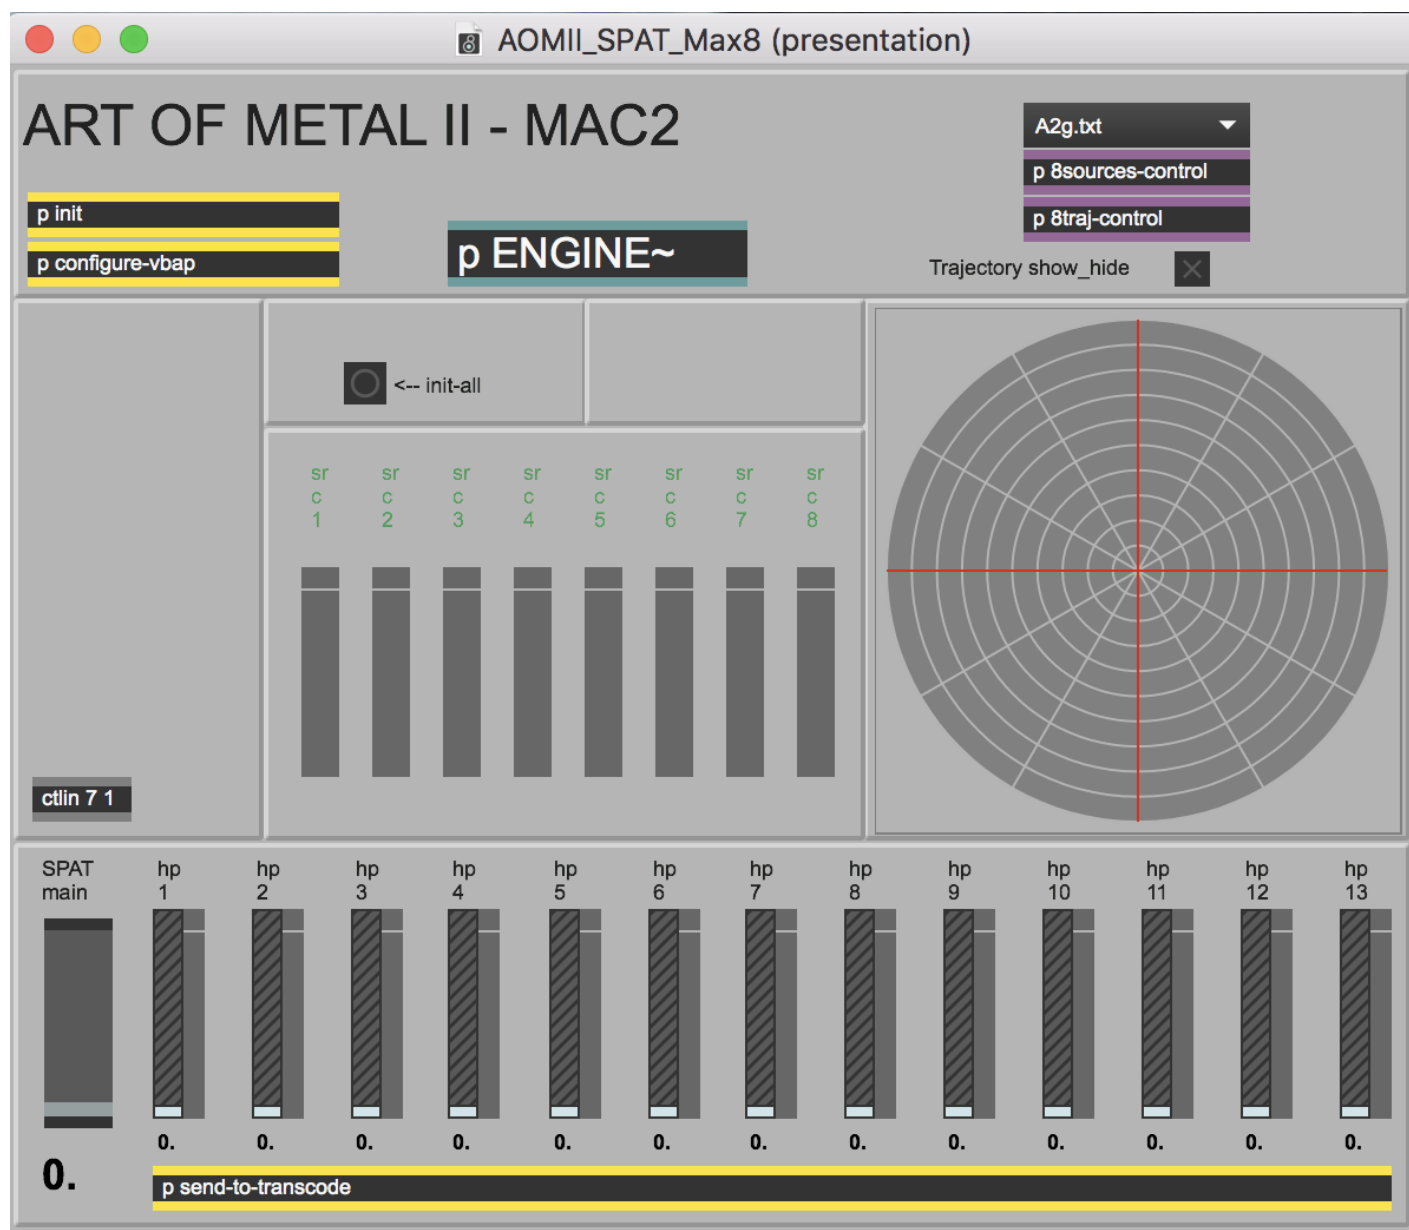 AOMII_SPAT_Max8 (presentation)
ART OF METAL II - MAC2
A2g.txt
p 8sources-control
p 8traj-control
p init
p configure-vbap
p ENGINE~
Trajectory show_hide
<-- init-all
sr sr sr sr sr sr sr sr
c c c c c c c c
1 2 3 4 5 6 7 8
ctlin 7 1
SPAT hp hp hp hp hp hp hp hp hp hp hp hp hp
main 1 2 3 4 5 6 7 8 9 10 11 12 13
0. 0. 0. 0. 0. 0. 0. 0. 0. 0. 0. 0. 0.
0.
p send-to-transcode